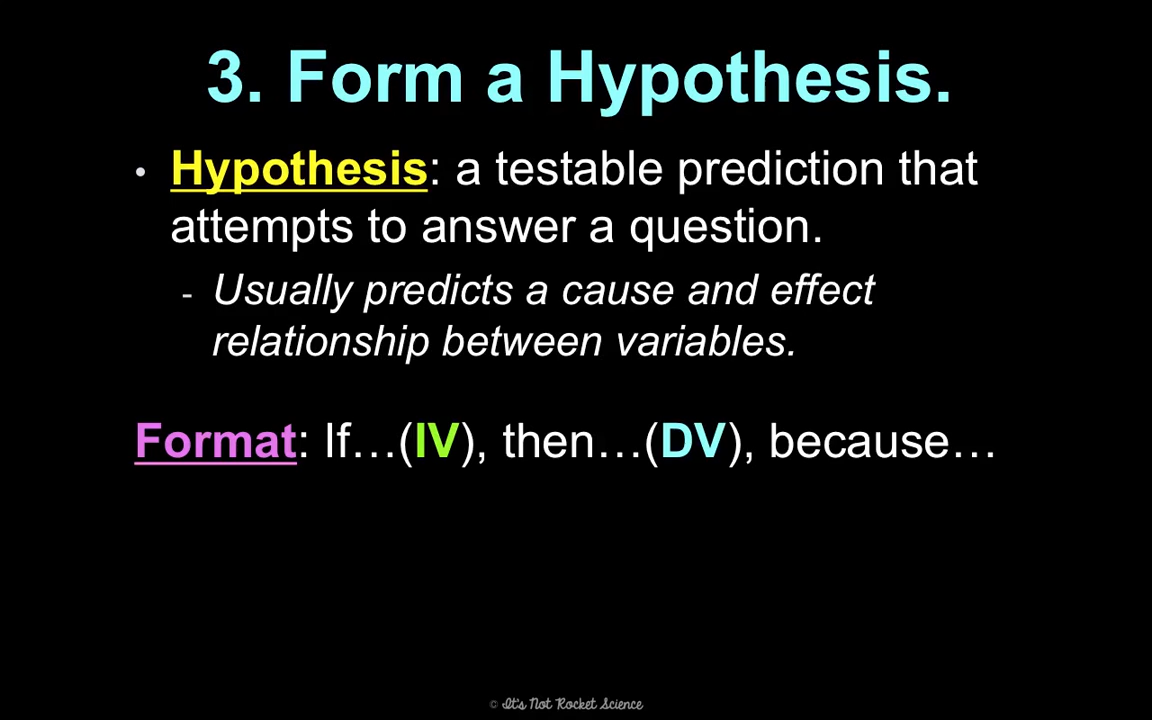 3. Form a Hypothesis.
• Hypothesis: a testable prediction that
attempts to answer a question.
- Usually predicts a cause and effect
relationship between variables.
Format: If…(IV), then…(DV), because…
© It's Not Rocket Science